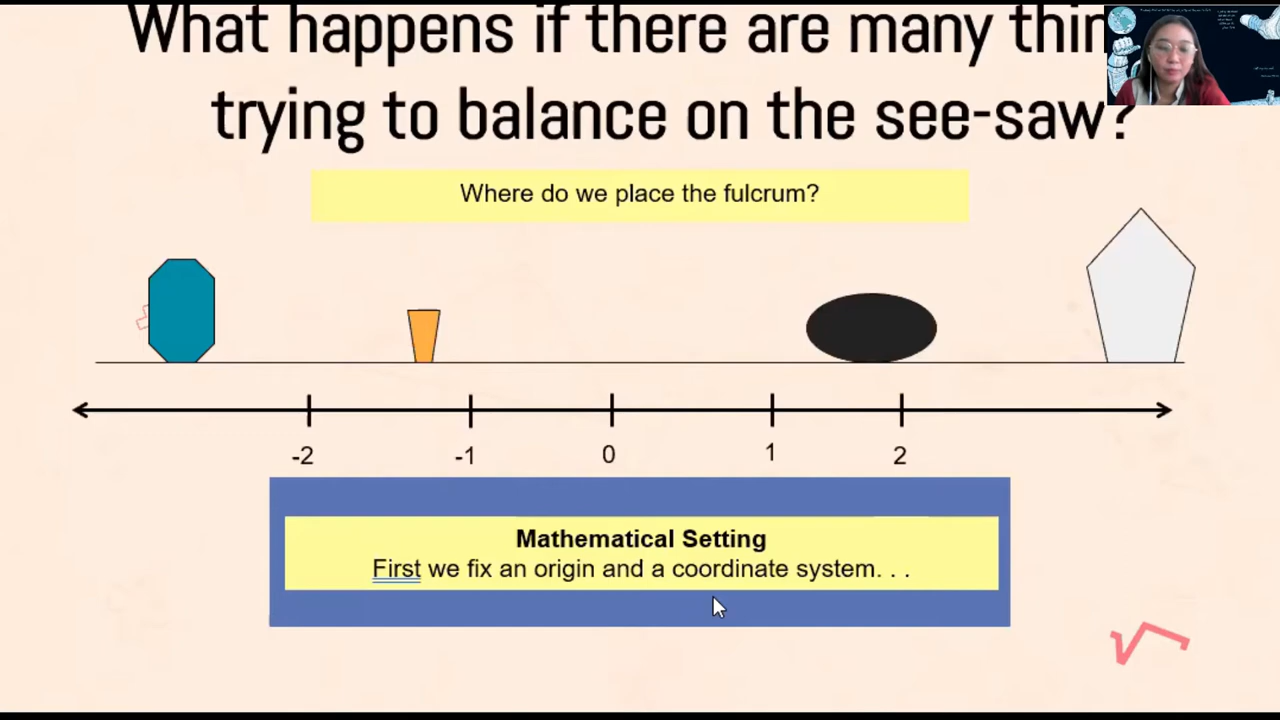 What happens if there are many thin
trying to balance on the see-saw?
Where do we place the fulcrum?
-2 -1 0 1 2
Mathematical Setting
First we fix an origin and a coordinate system. . .